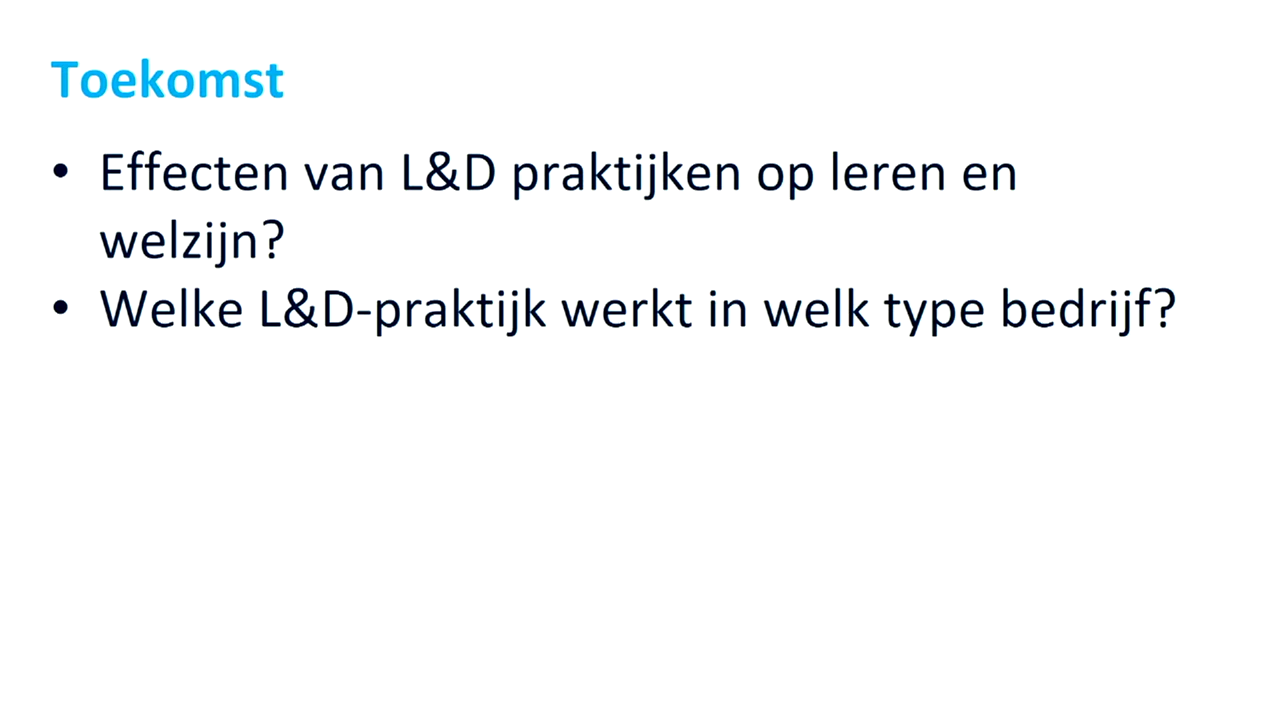 Toekomst
• Effecten van L&D praktijken op leren en
welzijn?
• Welke L&D-praktijk werkt in welk type bedrijf?